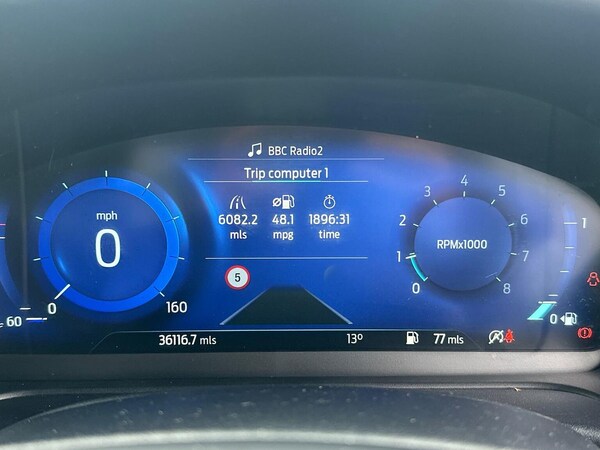 BBC Radio2
Trip computer 1
6082.2 48.1 1896:31
mls mpg time
mph
0
0 160
5
RPMx1000
0 1 2 3 4 5 6 7 8
60
1
0
36116.7 mls 13° 77 mls